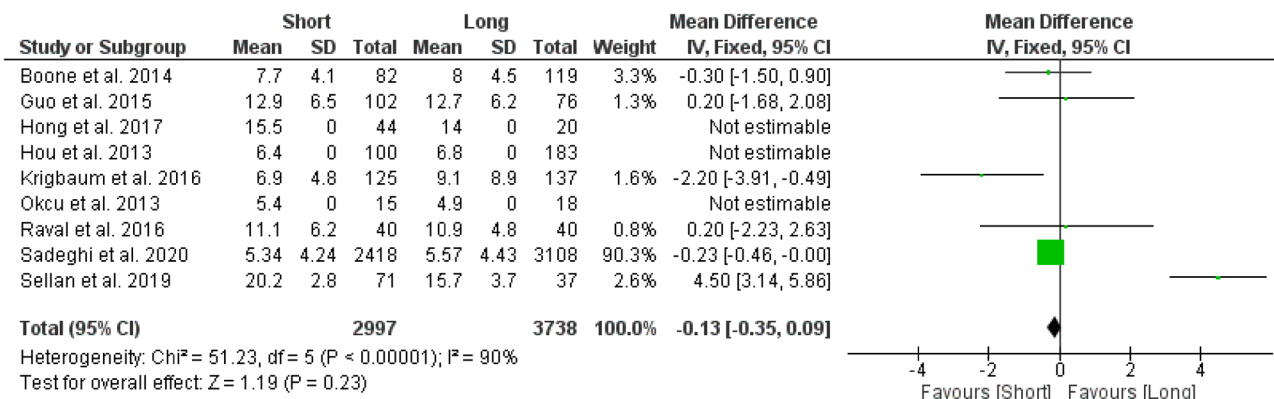 Short Long Mean Difference Mean Difference
Study or Subgroup Mean SD Total Mean SD Total Weight IV, Fixed, 95% CI IV, Fixed, 95% CI
Boone et al. 2014 7.7 4.1 82 8 4.5 119 3.3% -0.30 [-1.50, 0.90]
Guo et al. 2015 12.9 6.5 102 12.7 6.2 76 1.3% 0.20 [-1.68, 2.08]
Hong et al. 2017 15.5 0 44 14 0 20 Not estimable
Hou et al. 2013 6.4 0 100 6.8 0 183 Not estimable
Krigbaum et al. 2016 6.9 4.8 125 9.1 8.9 137 1.6% -2.20 [-3.91, -0.49]
Okcu et al. 2013 5.4 0 15 4.9 0 18 Not estimable
Raval et al. 2016 11.1 6.2 40 10.9 4.8 40 0.8% 0.20 [-2.23, 2.63]
Sadeghi et al. 2020 5.34 4.24 2418 5.57 4.43 3108 90.3% -0.23 [-0.46, -0.00]
Sellan et al. 2019 20.2 2.8 71 15.7 3.7 37 2.6% 4.50 [3.14, 5.86]
Total (95% CI) 2997 3738 100.0% -0.13 [-0.35, 0.09]
Heterogeneity: Chi² = 51.23, df = 5 (P < 0.00001); I² = 90%
Test for overall effect: Z = 1.19 (P = 0.23)
-4 -2 0 2 4
Favours [Short] Favours [Long]